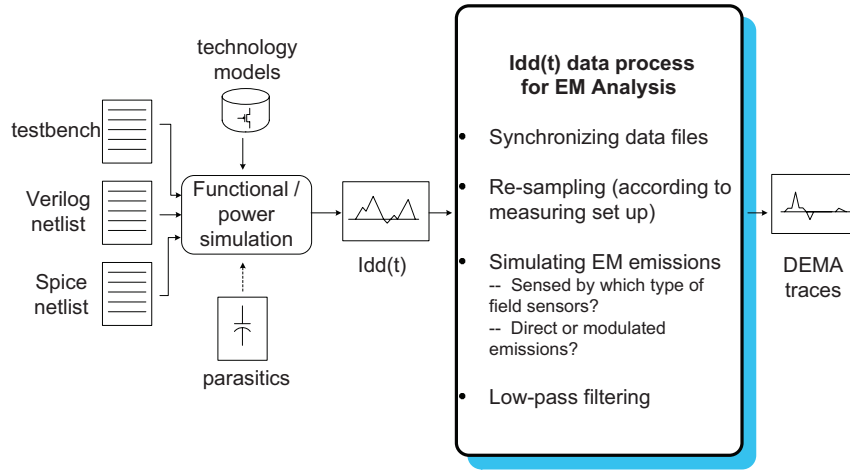 technology
models
testbench
Verilog
netlist
Spice
netlist
Functional /
power
simulation
parasitics
Idd(t)
Idd(t) data process
for EM Analysis
• Synchronizing data files
• Re-sampling (according to
measuring set up)
• Simulating EM emissions
-- Sensed by which type of
field sensors?
-- Direct or modulated
emissions?
• Low-pass filtering
DEMA
traces